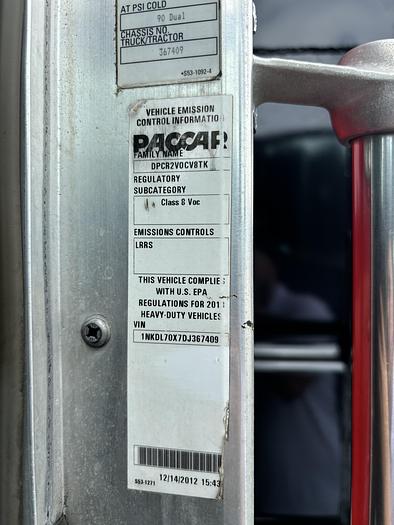 AT PSI COLD
90 Dual
CHASSIS NO.
TRUCK/TRACTOR
367409
•S53-1092-4
VEHICLE EMISSION
CONTROL INFORMATIO
PACCAR
FAMILY NAME
DPCR2VOCV8TK
REGULATORY
SUBCATEGORY
Class 8 Voc
EMISSIONS CONTROLS
LRRS
THIS VEHICLE COMPLIES
WITH U.S. EPA
REGULATIONS FOR 201
HEAVY-DUTY VEHICLES
VIN
1NKDL70X7DJ367409
S53-1271 12/14/2012 15:43